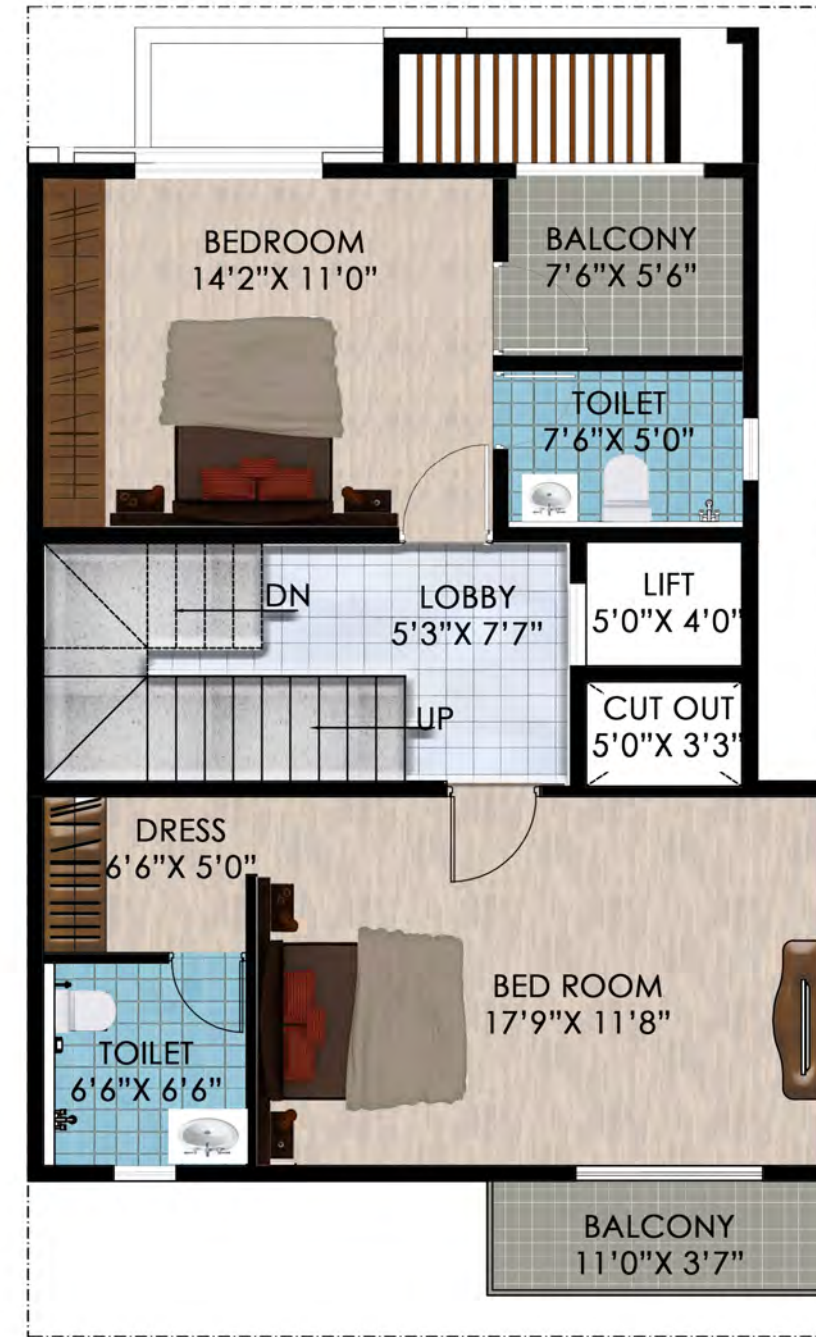 BEDROOM
14'2"X 11'0"
BALCONY
7'6"X 5'6"
TOILET
7'6"X 5'0"
DN
LOBBY
5'3"X 7'7"
LIFT
5'0"X 4'0"
UP
CUT OUT
5'0"X 3'3"
DRESS
6'6"X 5'0"
BED ROOM
17'9"X 11'8"
TOILET
6'6"X 6'6"
BALCONY
11'0"X 3'7"